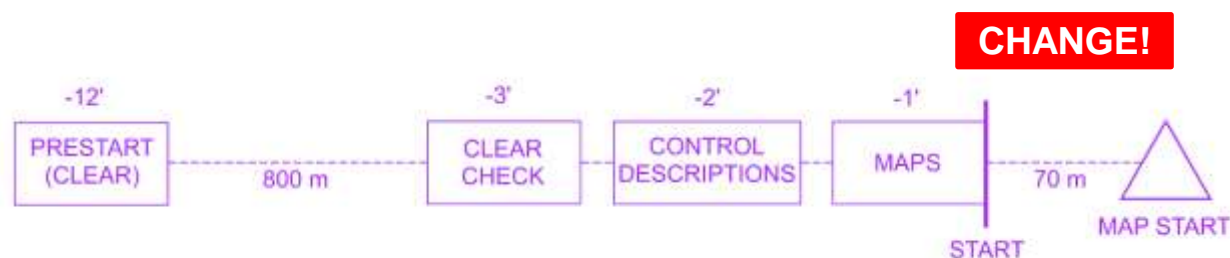 CHANGE!
-12'
-3'
-2'
-1'
PRESTART
(CLEAR)
800 m
CLEAR
CHECK
CONTROL
DESCRIPTIONS
MAPS
70 m
START
MAP START